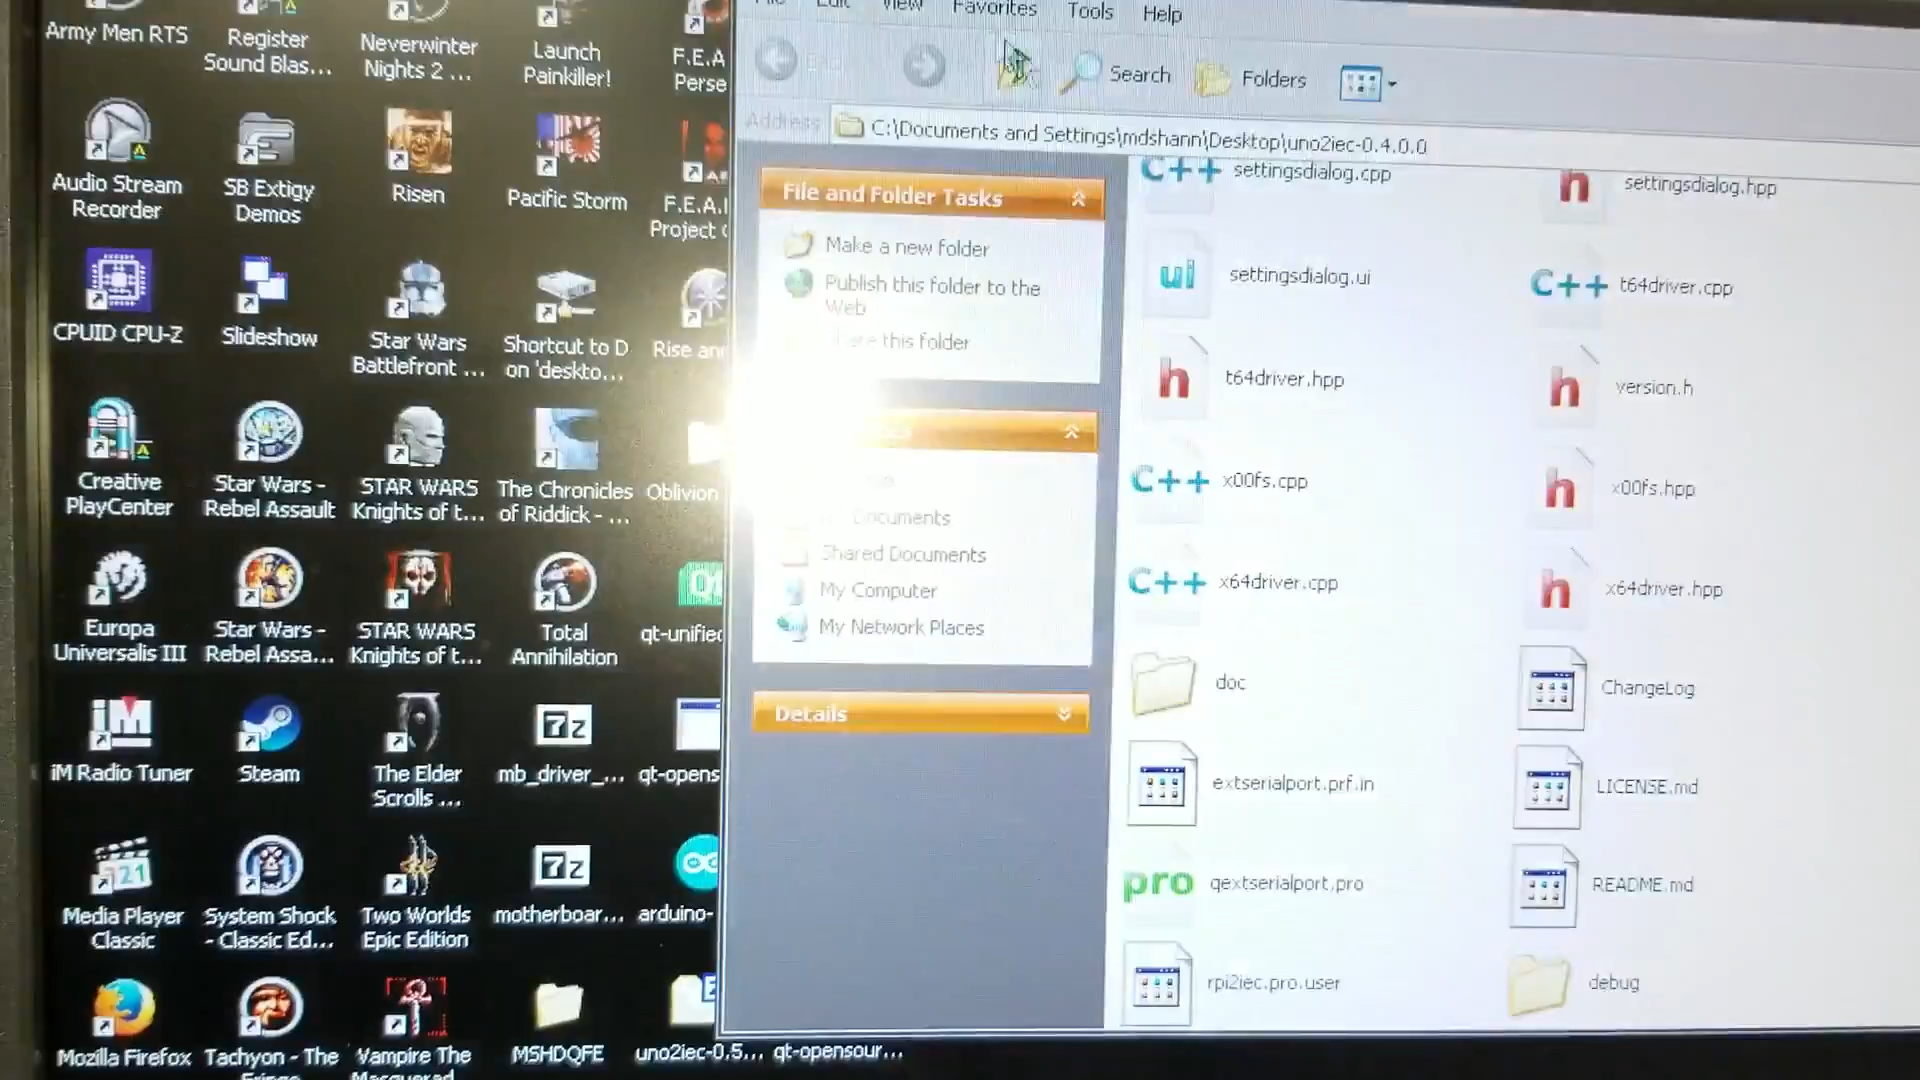 Army Men RTS
Register
Sound Blas...
Neverwinter
Nights 2 ...
Launch
Painkiller!
F.E.A
Perse
Audio Stream
Recorder
SB Extigy
Demos
Risen
Pacific Storm
Project
CPUID CPU-Z
Slideshow
Star Wars
Battlefront ...
Shortcut to D
on 'deskto...
Rise an
Creative
PlayCenter
Star Wars -
Rebel Assault
STAR WARS
Knights of t...
The Chronicles
of Riddick - ...
Oblivion
Europa
Universalis III
Star Wars -
Rebel Assa...
STAR WARS
Knights of t...
Total
Annihilation
qt-unified
iM
iM Radio Tuner
Steam
The Elder
Scrolls ...
7z
mb_driver_...
qt-opens
321
Media Player
Classic
System Shock
- Classic Ed...
Two Worlds
Epic Edition
7z
motherboar...
arduino-
Mozilla Firefox
Tachyon - The
Vampire The
MSHDQFE
uno2iec-0.5...
qt-opensour...
File Edit View Favorites Tools Help
Search
Folders
Address
C:\Documents and Settings\mdshann\Desktop\uno2iec-0.4.0.0
File and Folder Tasks
Make a new folder
Publish this folder to the
Web
this folder
Documents
Shared Documents
My Computer
My Network Places
Details
C++ settingsdialog.cpp
h settingsdialog.hpp
ui settingsdialog.ui
C++ t64driver.cpp
h t64driver.hpp
h version.h
C++ x00fs.cpp
h x00fs.hpp
C++ x64driver.cpp
h x64driver.hpp
doc
ChangeLog
extserialport.prf.in
LICENSE.md
pro qextserialport.pro
README.md
rpi2iec.pro.user
debug